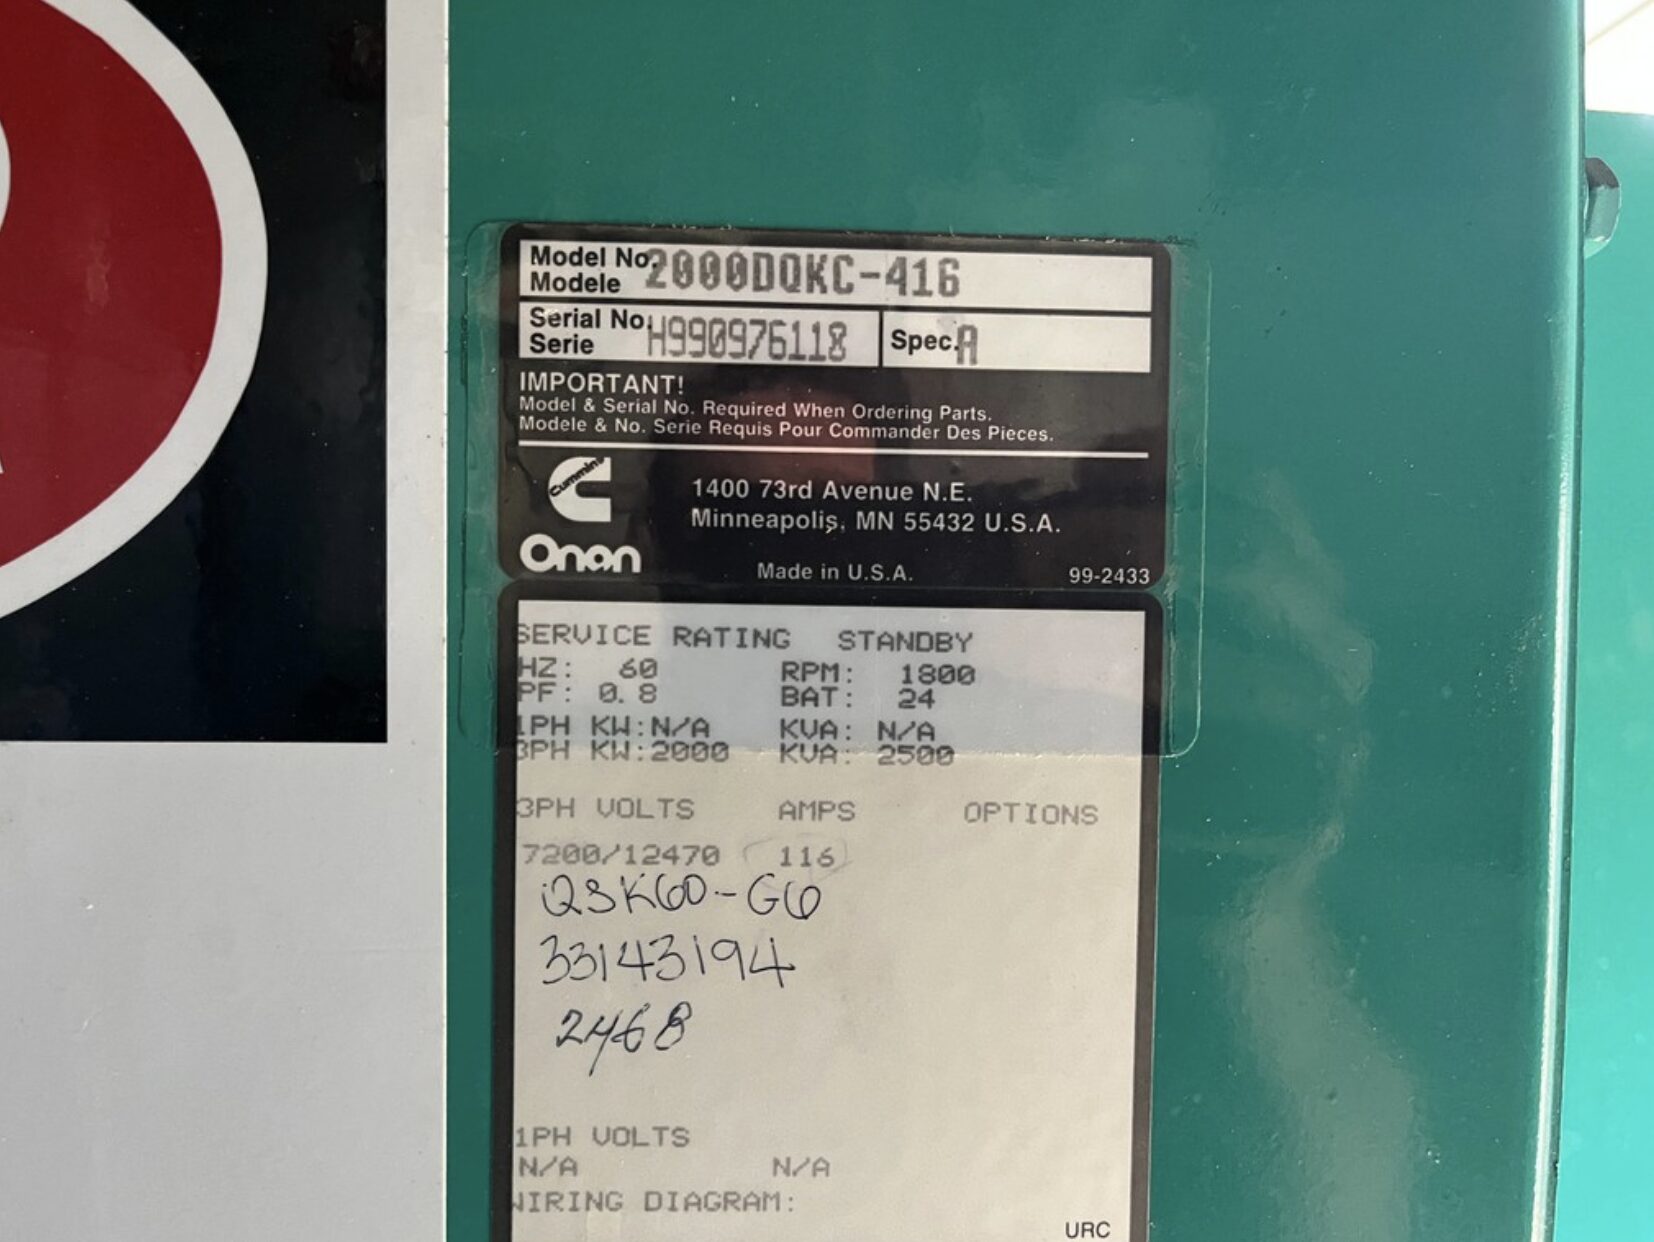 Model No. 2000DQKC-416
Modele
Serial No. H990976118 Spec. A
Serie
IMPORTANT!
Model & Serial No. Required When Ordering Parts.
Modele & No. Serie Requis Pour Commander Des Pieces.
Cummins
Onan
1400 73rd Avenue N.E.
Minneapolis, MN 55432 U.S.A.
Made in U.S.A. 99-2433
SERVICE RATING STANDBY
HZ: 60 RPM: 1800
PF: 0.8 BAT: 24
1PH KW:N/A KVA: N/A
3PH KW:2000 KVA: 2500
3PH VOLTS AMPS OPTIONS
7200/12470 116
QSK60-G6
33143194
2468
1PH VOLTS
N/A N/A
WIRING DIAGRAM:
URC